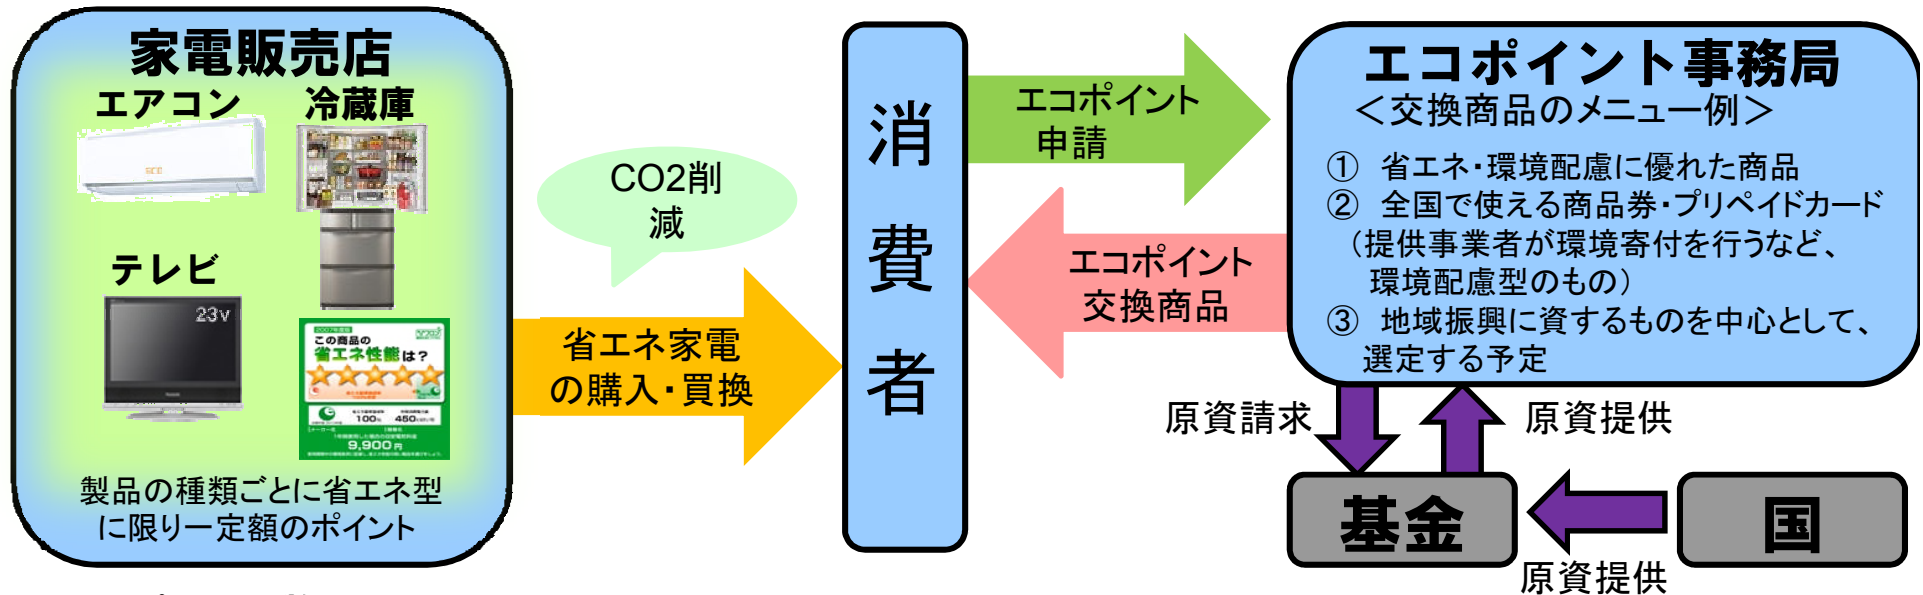 家電販売店
エアコン
冷蔵庫
テレビ
23v
この商品の
省エネ性能は?
100%
450
9,900円
製品の種類ごとに省エネ型
に限り一定額のポイント
CO2削
減
省エネ家電
の購入・買換
消
費
者
エコポイント
申請
エコポイント
交換商品
エコポイント事務局
＜交換商品のメニュー例＞
① 省エネ・環境配慮に優れた商品
② 全国で使える商品券・プリペイドカード
（提供事業者が環境寄付を行うなど、
環境配慮型のもの）
③ 地域振興に資するものを中心として、
選定する予定
原資請求
原資提供
基金
国
原資提供